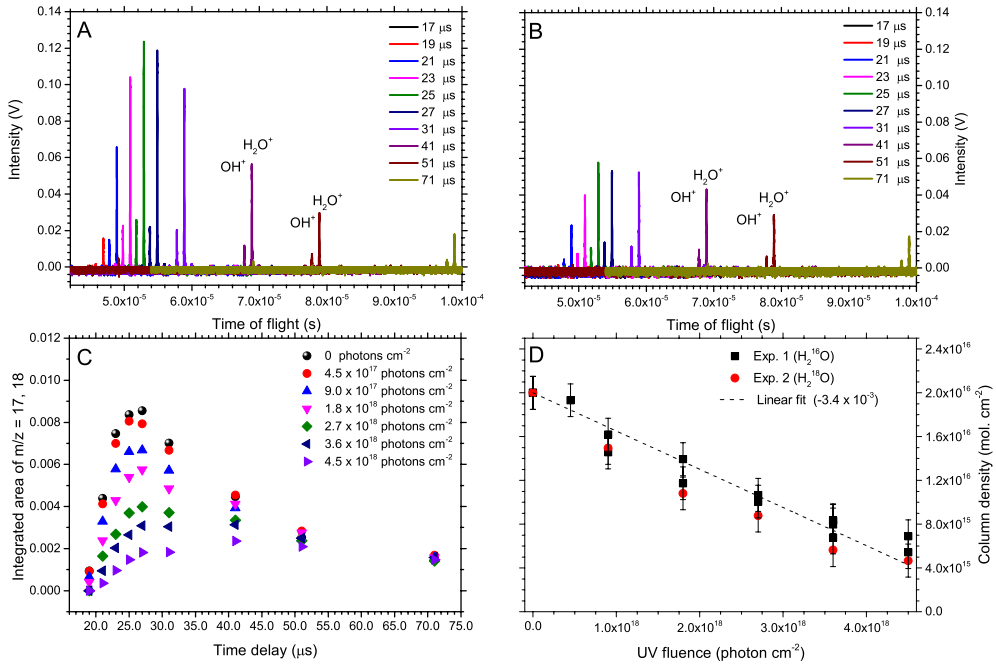 A
0.14
0.12
0.10
0.08
0.06
0.04
0.02
0.00
Intensity (V)
17 μs
19 μs
21 μs
23 μs
25 μs
27 μs
31 μs
41 μs
51 μs
71 μs
OH⁺
H₂O⁺
OH⁺
H₂O⁺
5.0x10⁻⁵
6.0x10⁻⁵
7.0x10⁻⁵
8.0x10⁻⁵
9.0x10⁻⁵
1.0x10⁻⁴
Time of flight (s)
B
17 μs
19 μs
21 μs
23 μs
25 μs
27 μs
31 μs
41 μs
51 μs
71 μs
OH⁺
H₂O⁺
OH⁺
H₂O⁺
0.14
0.12
0.10
0.08
0.06
0.04
0.02
0.00
Intensity (V)
5.0x10⁻⁵
6.0x10⁻⁵
7.0x10⁻⁵
8.0x10⁻⁵
9.0x10⁻⁵
1.0x10⁻⁴
Time of flight (s)
C
0.012
0.010
0.008
0.006
0.004
0.002
0.000
Integrated area of m/z = 17, 18
0 photons cm⁻²
4.5 x 10¹⁷ photons cm⁻²
9.0 x 10¹⁷ photons cm⁻²
1.8 x 10¹⁸ photons cm⁻²
2.7 x 10¹⁸ photons cm⁻²
3.6 x 10¹⁸ photons cm⁻²
4.5 x 10¹⁸ photons cm⁻²
20.0 25.0 30.0 35.0 40.0 45.0 50.0 55.0 60.0 65.0 70.0 75.0
Time delay (μs)
D
Exp. 1 (H₂¹⁶O)
Exp. 2 (H₂¹⁸O)
Linear fit (-3.4 x 10⁻³)
2.4x10¹⁶
2.0x10¹⁶
1.6x10¹⁶
1.2x10¹⁶
8.0x10¹⁵
4.0x10¹⁵
0.0
Column density (mol. cm⁻²)
0.0
1.0x10¹⁸
2.0x10¹⁸
3.0x10¹⁸
4.0x10¹⁸
UV fluence (photon cm⁻²)